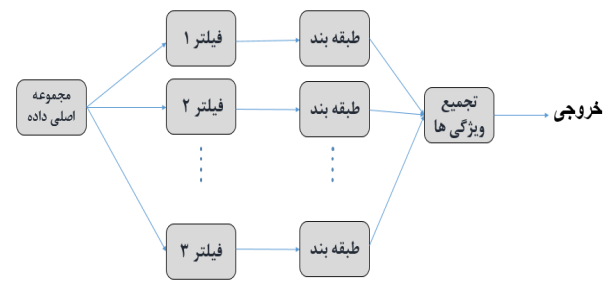 فیلتر ۱
طبقه بند
مجموعه
اصلی داده
فیلتر ۲
طبقه بند
تجمیع
ویژگی ها
خروجی
فیلتر ۳
طبقه بند